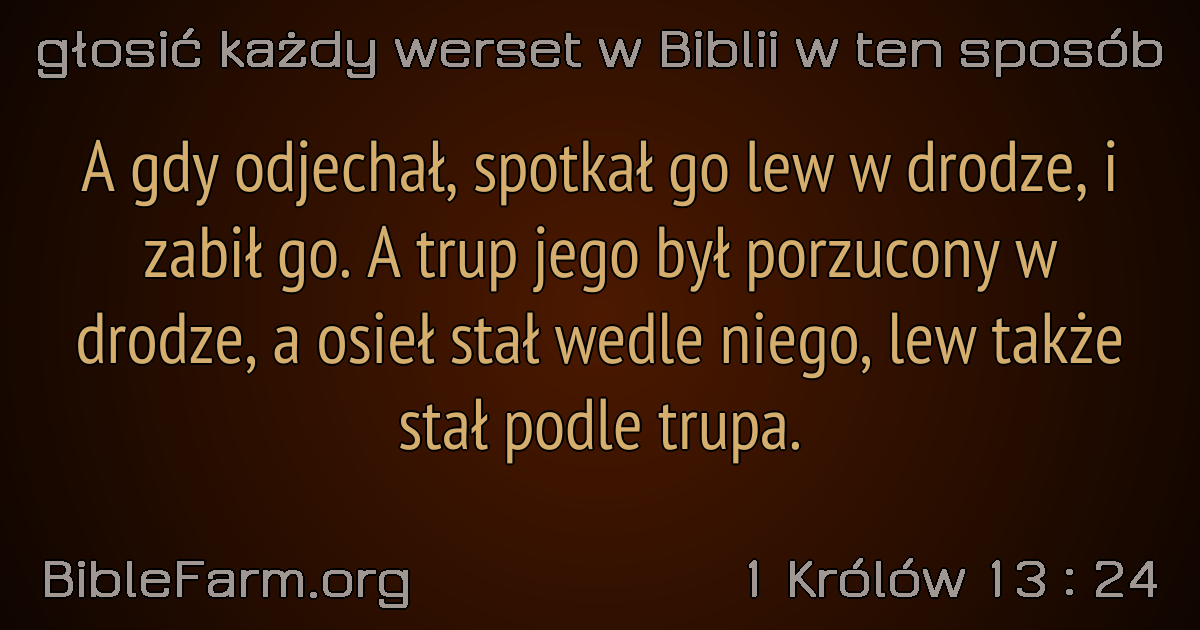 głosić każdy werset w Biblii w ten sposób
A gdy odjechał, spotkał go lew w drodze, i
zabił go. A trup jego był porzucony w
drodze, a osieł stał wedle niego, lew także
stał podle trupa.
BibleFarm.org
1 Królów 13 : 24